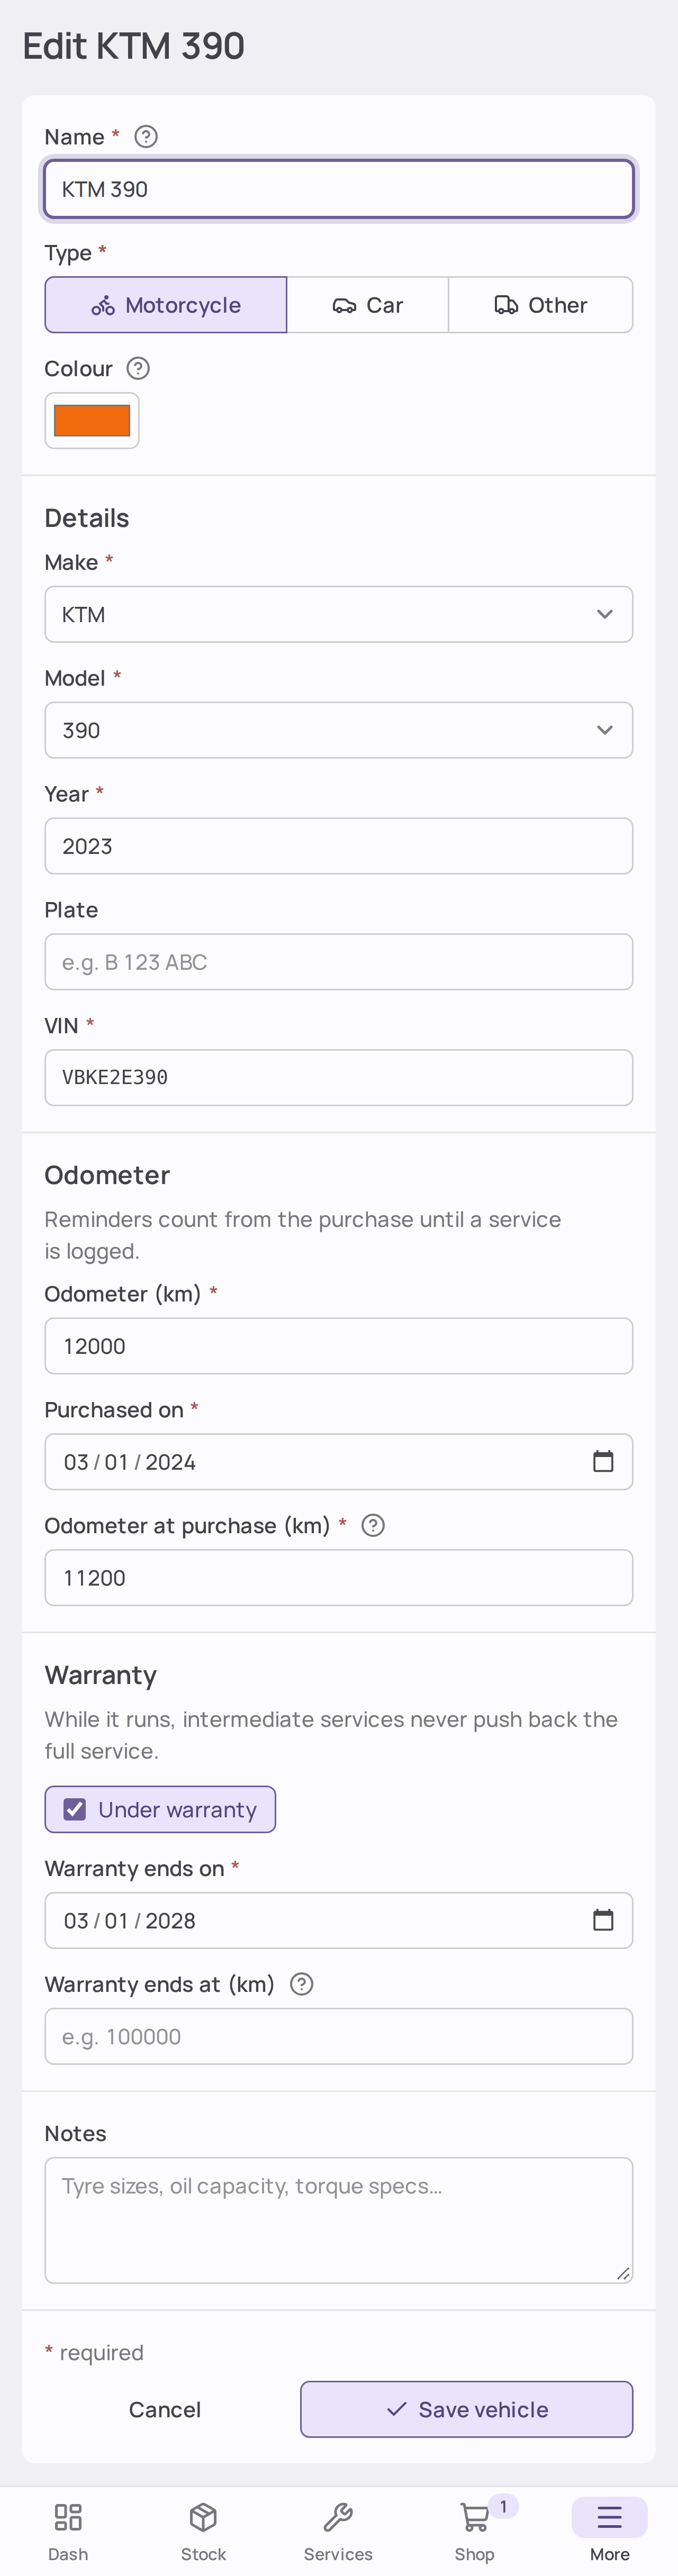 Edit KTM 390
Name *
KTM 390
Type *
Motorcycle
Car
Other
Colour
Details
Make *
KTM
Model *
390
Year *
2023
Plate
e.g. B 123 ABC
VIN *
VBKE2E390
Odometer
Reminders count from the purchase until a service
is logged.
Odometer (km) *
12000
Purchased on *
03/01/2024
Odometer at purchase (km) *
11200
Warranty
While it runs, intermediate services never push back the
full service.
Under warranty
Warranty ends on *
03/01/2028
Warranty ends at (km)
e.g. 100000
Notes
Tyre sizes, oil capacity, torque specs…
* required
Cancel
Save vehicle
1
Dash
Stock
Services
Shop
More